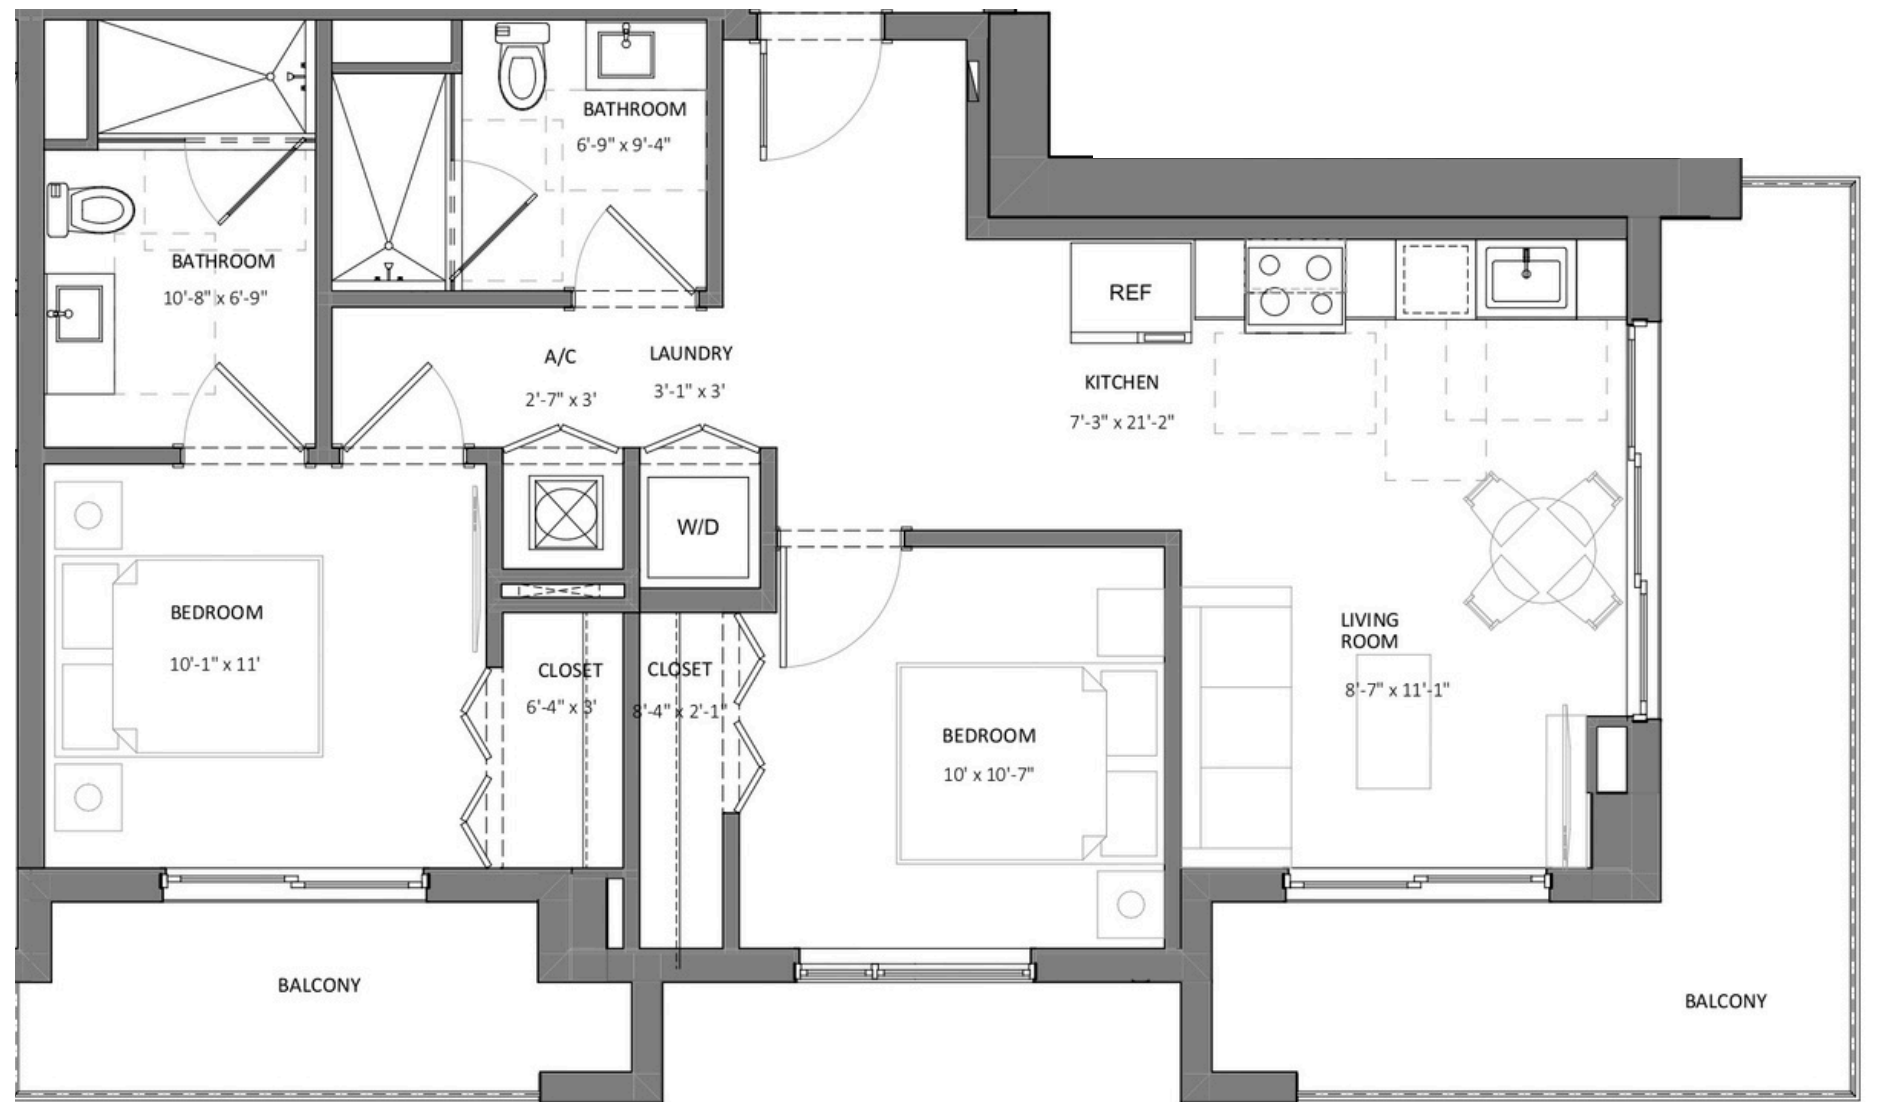 BATHROOM
6'-9" x 9'-4"
BATHROOM
10'-8" x 6'-9"
REF
A/C
2'-7" x 3'
LAUNDRY
3'-1" x 3'
KITCHEN
7'-3" x 21'-2"
W/D
BEDROOM
10'-1" x 11'
CLOSET
6'-4" x 3'
CLOSET
8'-4" x 2'-1"
LIVING
ROOM
8'-7" x 11'-1"
BEDROOM
10' x 10'-7"
BALCONY
BALCONY